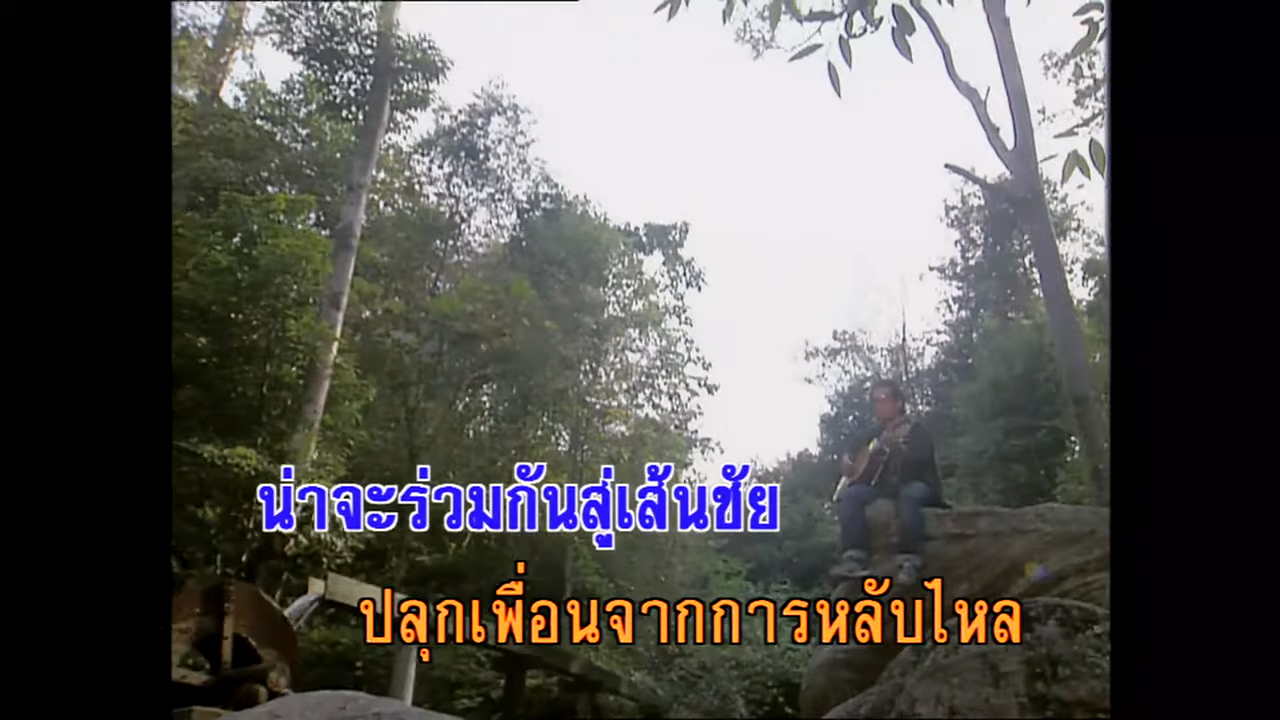 น่าจะร่วมกันสู่เส้นชัย
ปลุกเพื่อนจากการหลับไหล